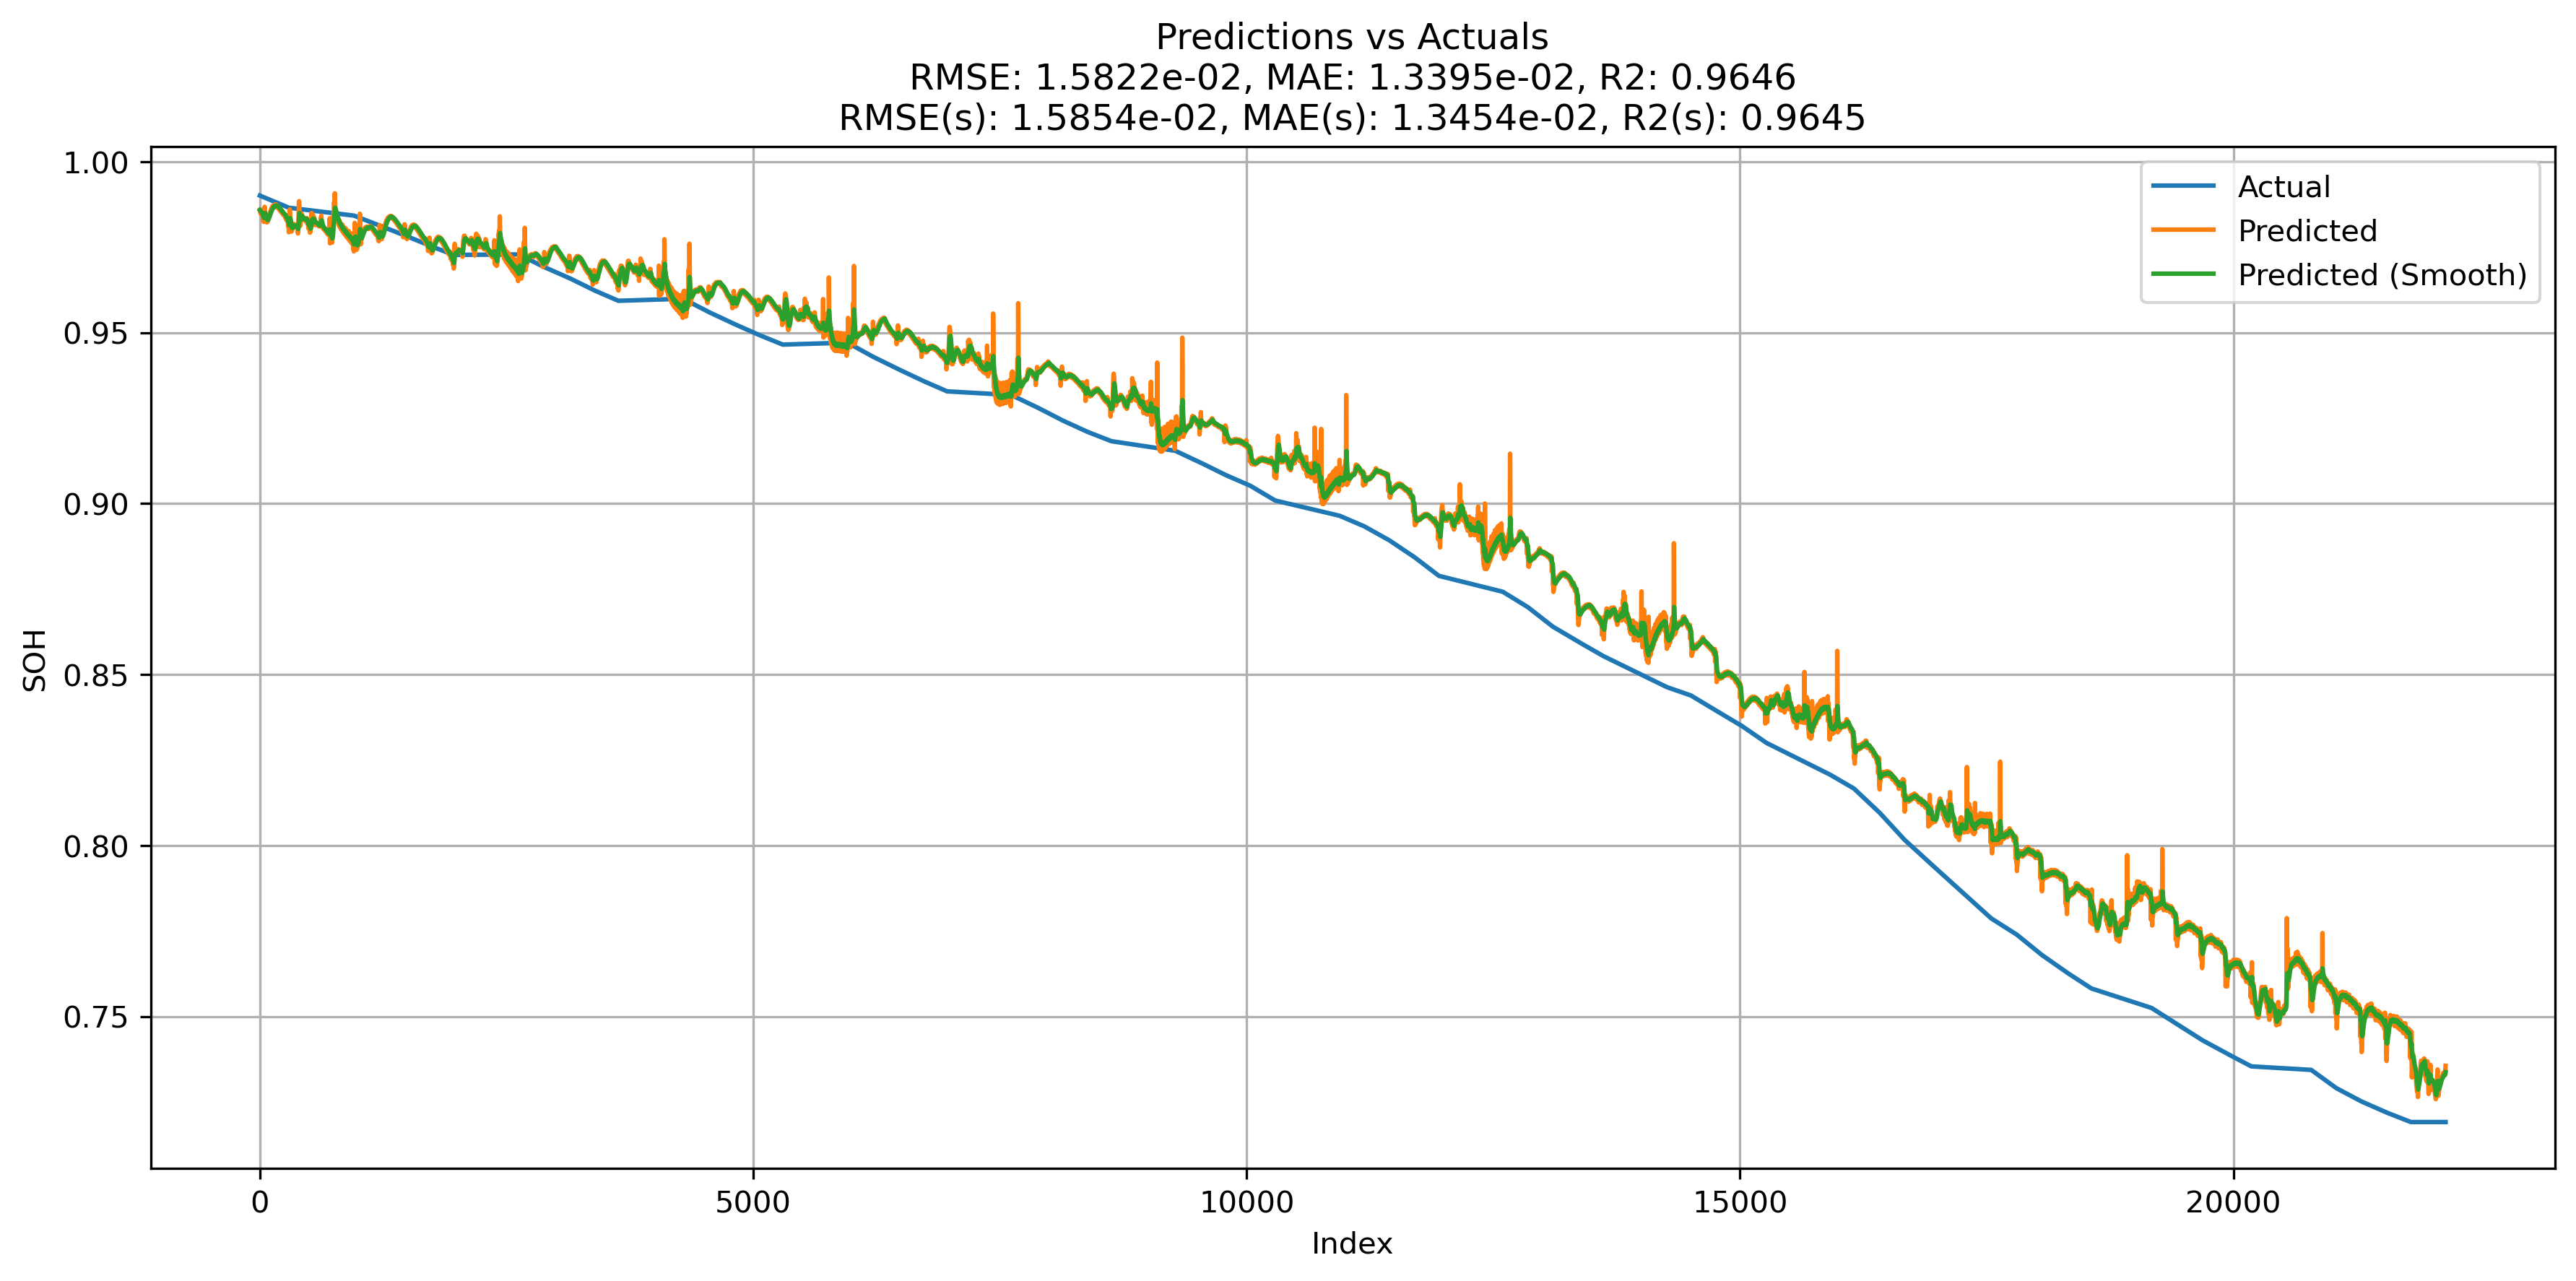 Predictions vs Actuals
RMSE: 1.5822e-02, MAE: 1.3395e-02, R2: 0.9646
RMSE(s): 1.5854e-02, MAE(s): 1.3454e-02, R2(s): 0.9645
Actual
Predicted
Predicted (Smooth)
SOH
1.00
0.95
0.90
0.85
0.80
0.75
0 5000 10000 15000 20000
Index